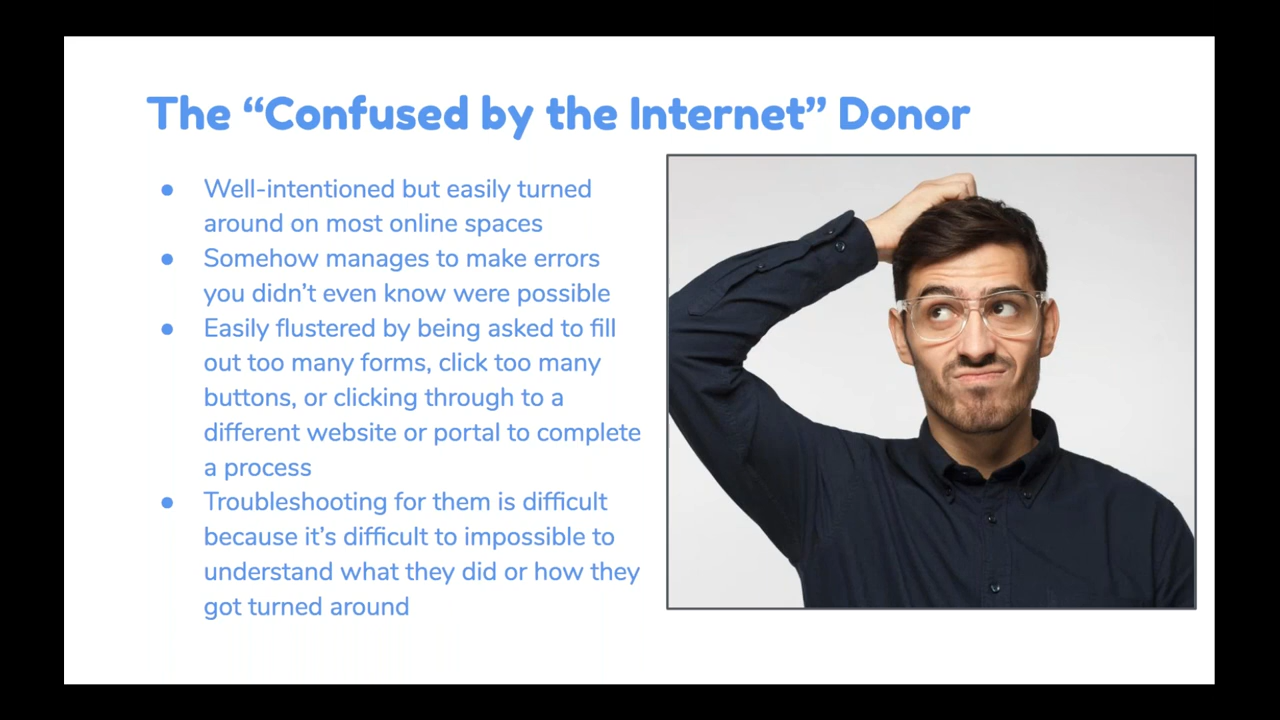 The “Confused by the Internet” Donor
● Well-intentioned but easily turned
around on most online spaces
● Somehow manages to make errors
you didn’t even know were possible
● Easily flustered by being asked to fill
out too many forms, click too many
buttons, or clicking through to a
different website or portal to complete
a process
● Troubleshooting for them is difficult
because it’s difficult to impossible to
understand what they did or how they
got turned around